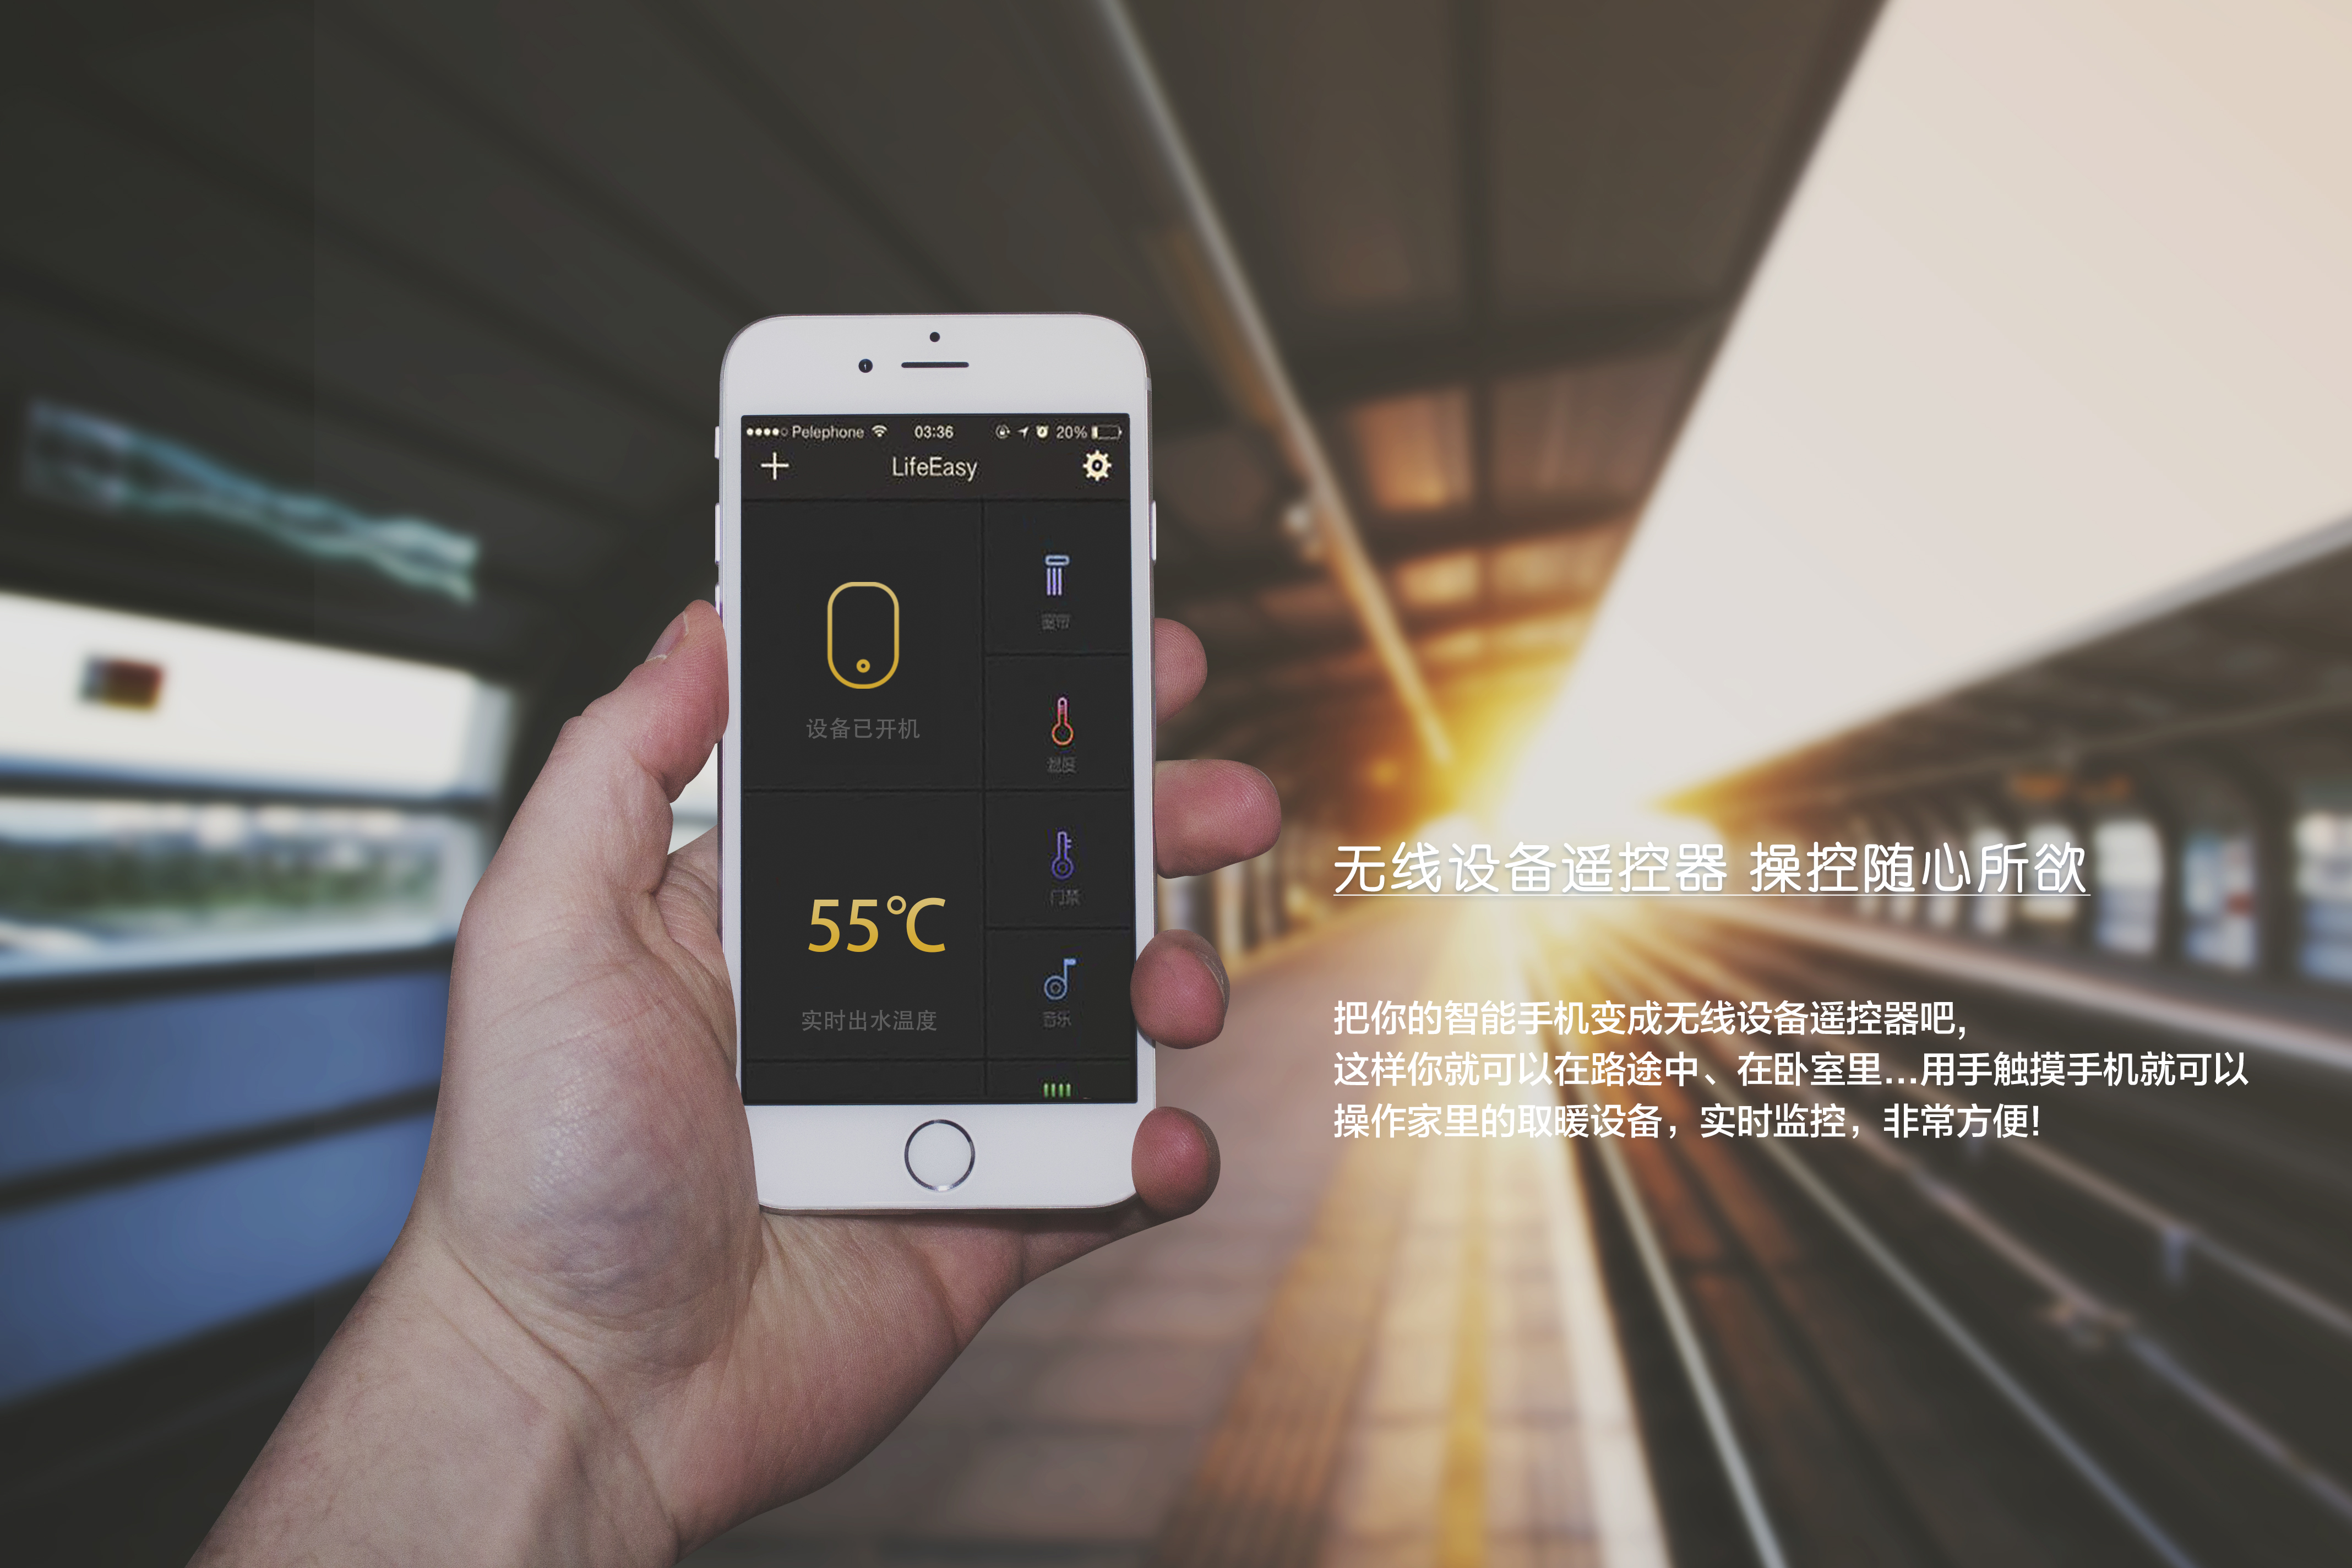 Pelephone 03:36 20%
LifeEasy
设备已开机
窗帘
温度
55℃
门禁
实时出水温度
音乐
无线设备遥控器 操控随心所欲
把你的智能手机变成无线设备遥控器吧,
这样你就可以在路途中、在卧室里...用手触摸手机就可以
操作家里的取暖设备，实时监控，非常方便!